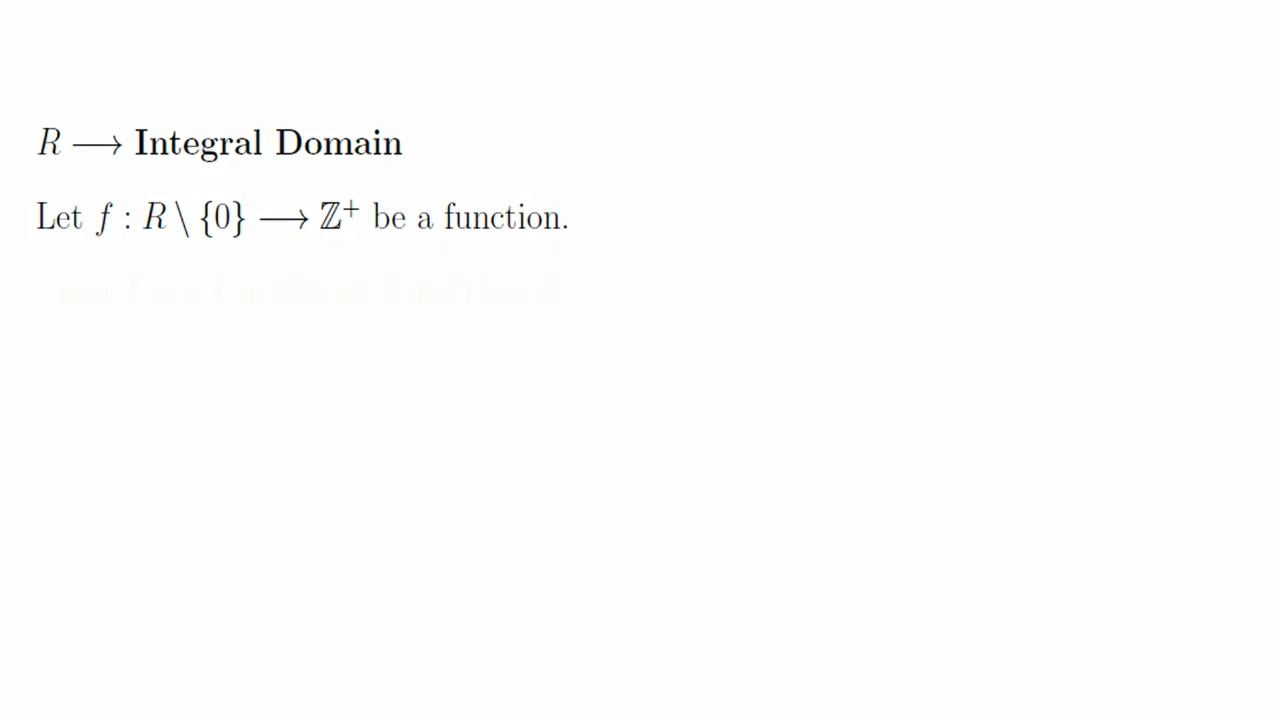 R ⟶ Integral Domain
Let f : R \ {0} ⟶ ℤ⁺ be a function.